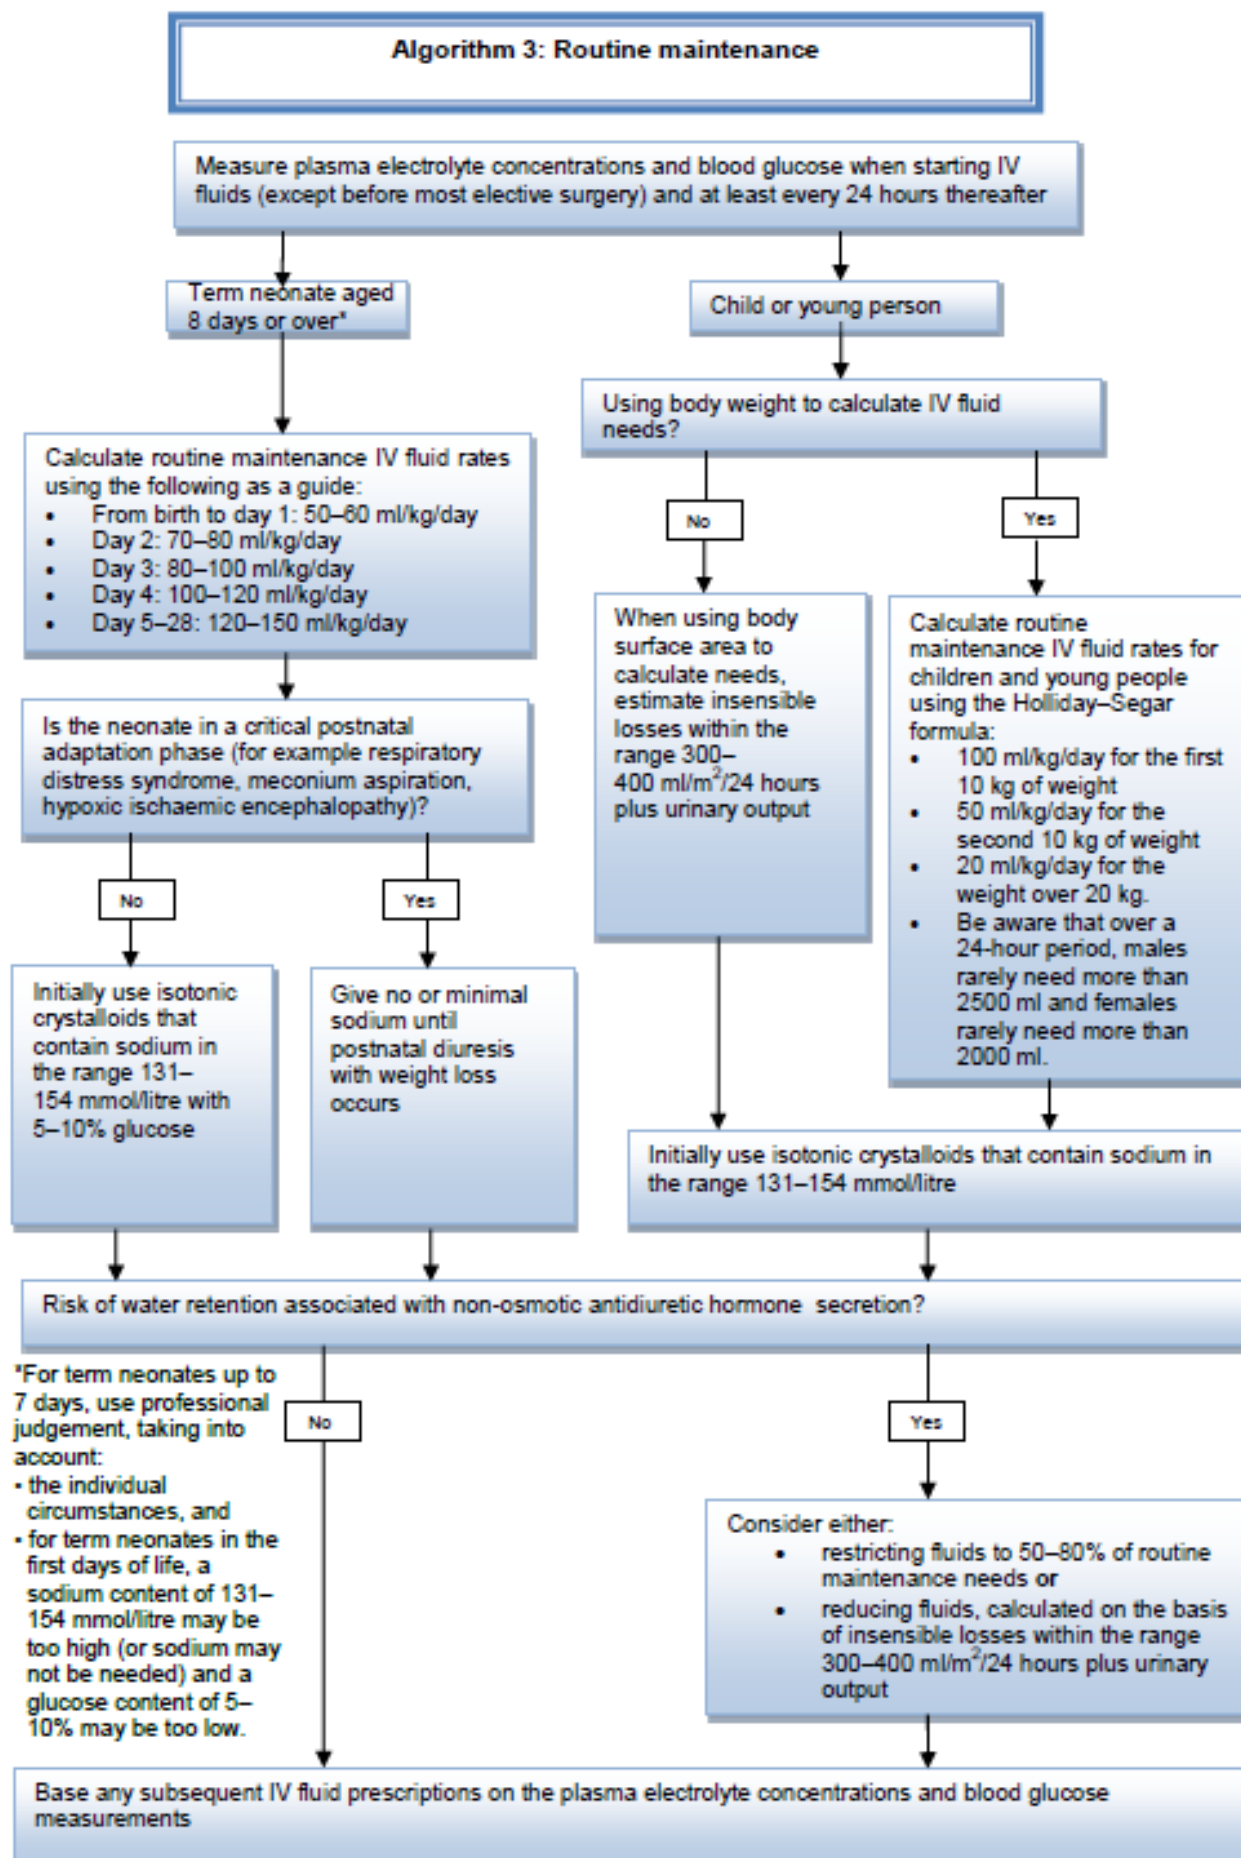 Algorithm 3: Routine maintenance
Measure plasma electrolyte concentrations and blood glucose when starting IV
fluids (except before most elective surgery) and at least every 24 hours thereafter
Term neonate aged
8 days or over*
Child or young person
Using body weight to calculate IV fluid
needs?
Calculate routine maintenance IV fluid rates
using the following as a guide:
• From birth to day 1: 50–60 ml/kg/day
• Day 2: 70–80 ml/kg/day
• Day 3: 80–100 ml/kg/day
• Day 4: 100–120 ml/kg/day
• Day 5–28: 120–150 ml/kg/day
No
Yes
When using body
surface area to
calculate needs,
estimate insensible
losses within the
range 300–
400 ml/m²/24 hours
plus urinary output
Calculate routine
maintenance IV fluid rates for
children and young people
using the Holliday–Segar
formula:
• 100 ml/kg/day for the first
10 kg of weight
• 50 ml/kg/day for the
second 10 kg of weight
• 20 ml/kg/day for the
weight over 20 kg.
• Be aware that over a
24-hour period, males
rarely need more than
2500 ml and females
rarely need more than
2000 ml.
Is the neonate in a critical postnatal
adaptation phase (for example respiratory
distress syndrome, meconium aspiration,
hypoxic ischaemic encephalopathy)?
No
Yes
Initially use isotonic
crystalloids that
contain sodium in
the range 131–
154 mmol/litre with
5–10% glucose
Give no or minimal
sodium until
postnatal diuresis
with weight loss
occurs
Initially use isotonic crystalloids that contain sodium in
the range 131–154 mmol/litre
Risk of water retention associated with non-osmotic antidiuretic hormone secretion?
*For term neonates up to
7 days, use professional
judgement, taking into
account:
• the individual
circumstances, and
• for term neonates in the
first days of life, a
sodium content of 131–
154 mmol/litre may be
too high (or sodium may
not be needed) and a
glucose content of 5–
10% may be too low.
No
Yes
Consider either:
• restricting fluids to 50–80% of routine
maintenance needs or
• reducing fluids, calculated on the basis
of insensible losses within the range
300–400 ml/m²/24 hours plus urinary
output
Base any subsequent IV fluid prescriptions on the plasma electrolyte concentrations and blood glucose
measurements